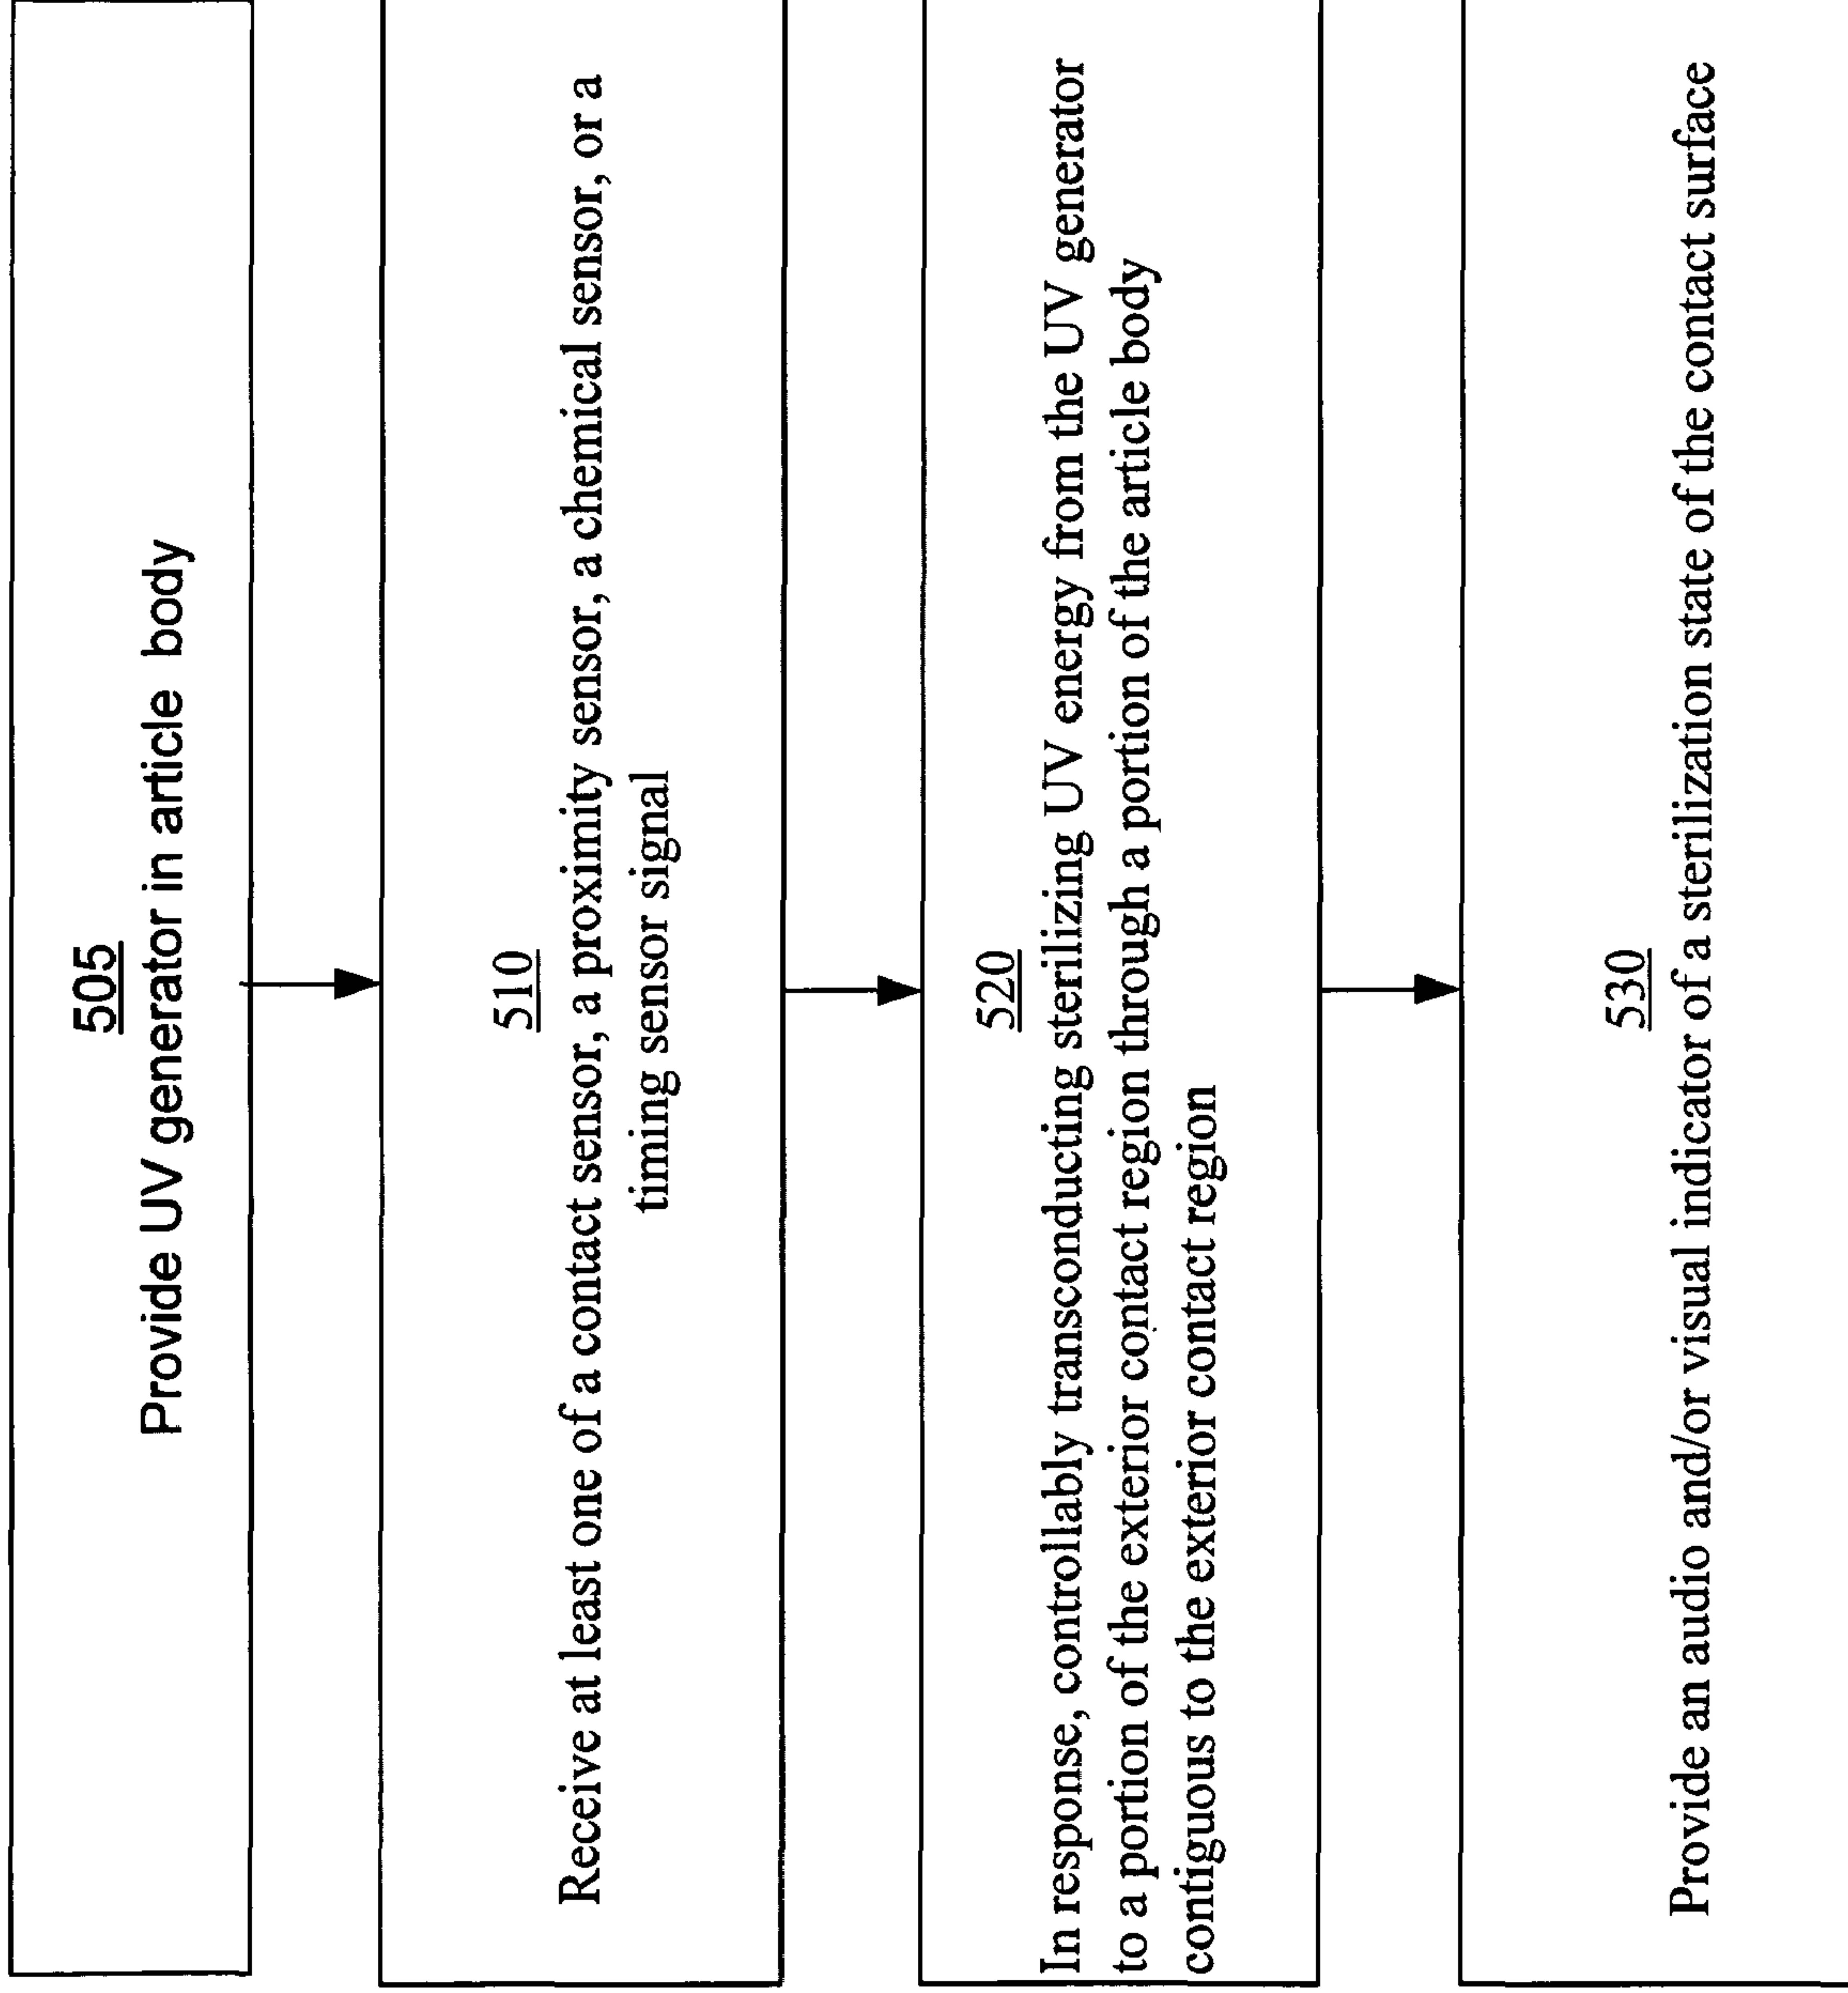 505
Provide UV generator in article body
510
Receive at least one of a contact sensor, a proximity sensor, a chemical sensor, or a
timing sensor signal
520
In response, controllably transconducting sterilizing UV energy from the UV generator
to a portion of the exterior contact region through a portion of the article body
contiguous to the exterior contact region
530
Provide an audio and/or visual indicator of a sterilization state of the contact surface